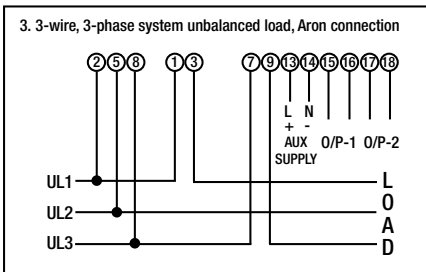 3. 3-wire, 3-phase system unbalanced load, Aron connection
2 5 8 1 3 7 9 13 14 15 16 17 18
L N
+ -
AUX O/P-1 O/P-2
SUPPLY
UL1 L
UL2 O
A
UL3 D